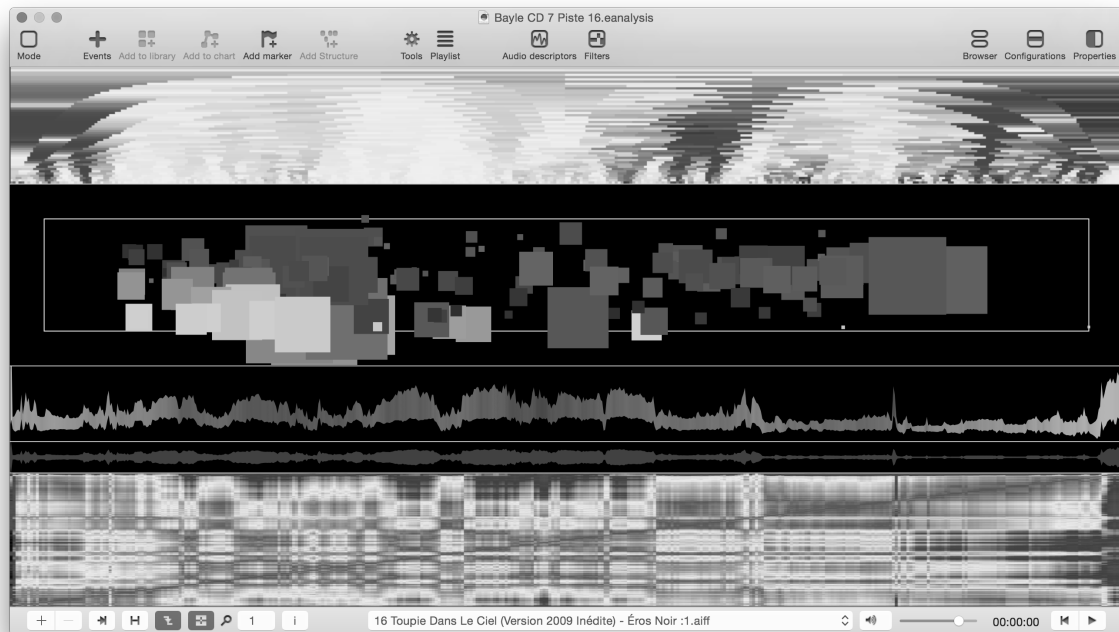 Bayle CD 7 Piste 16.eanalysis
Mode Events Add to library Add to chart Add marker Add Structure Tools Playlist Audio descriptors Filters Browser Configurations Properties
+ − H 1 i 16 Toupie Dans Le Ciel (Version 2009 Inédite) - Éros Noir :1.aiff 00:00:00